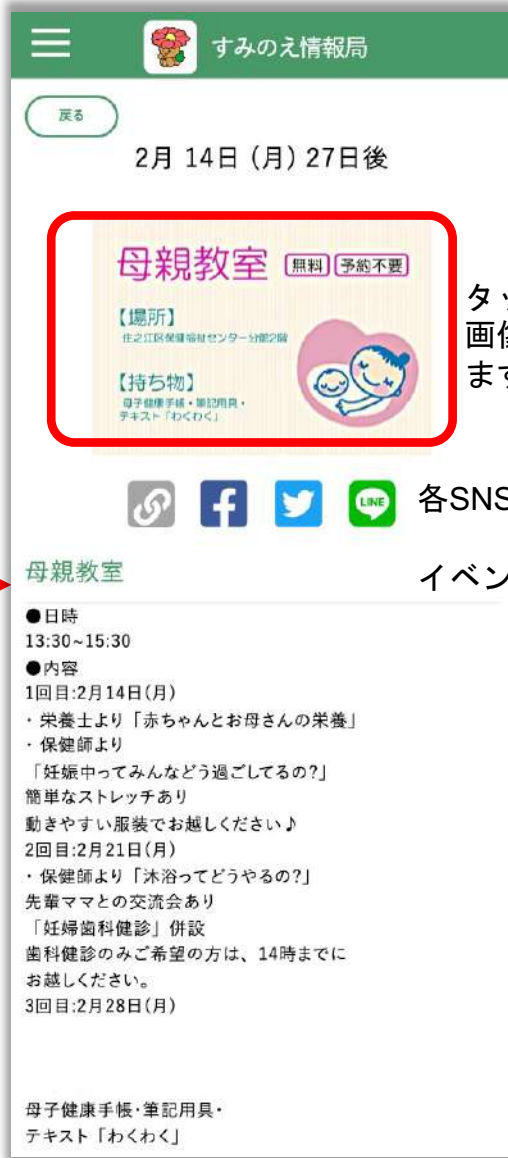 すみのえ情報局
戻る
2月 14日 (月) 27日後
母親教室 無料 予約不要
【場所】
住之江区保健福祉センター分館2階
【持ち物】
母子健康手帳・筆記用具・
テキスト「わくわく」
タッ
画像
ます
LINE
各SNS
イベン
母親教室
●日時
13:30~15:30
●内容
1回目:2月14日(月)
・栄養士より「赤ちゃんとお母さんの栄養」
・保健師より
「妊娠中ってみんなどう過ごしてるの?」
簡単なストレッチあり
動きやすい服装でお越しください♪
2回目:2月21日(月)
・保健師より「沐浴ってどうやるの?」
先輩ママとの交流会あり
「妊婦歯科健診」併設
歯科健診のみご希望の方は、14時までに
お越しください。
3回目:2月28日(月)
母子健康手帳・筆記用具・
テキスト「わくわく」